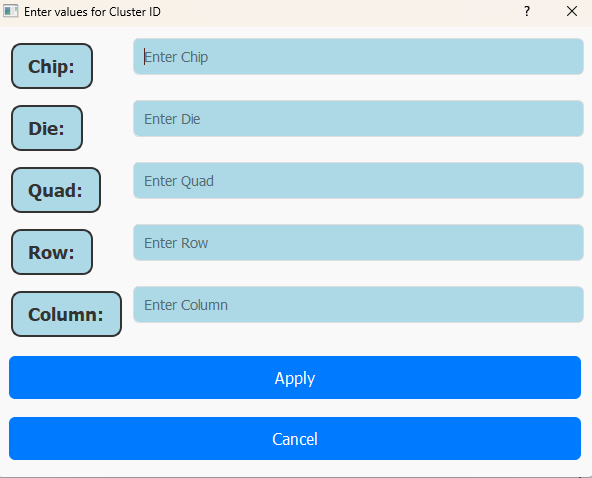 Enter values for Cluster ID ?
Chip: Enter Chip
Die: Enter Die
Quad: Enter Quad
Row: Enter Row
Column: Enter Column
Apply
Cancel